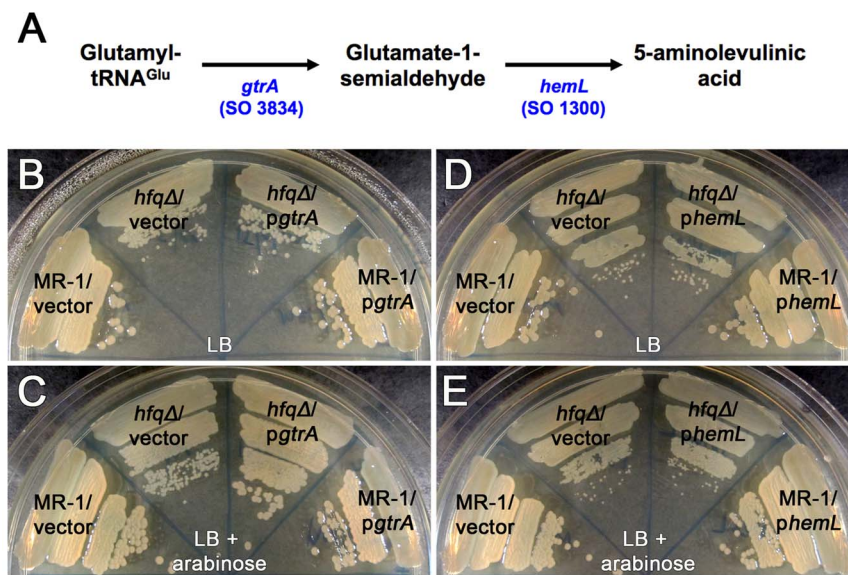 A
Glutamyl-
tRNAGlu
gtrA
(SO 3834)
Glutamate-1-
semialdehyde
hemL
(SO 1300)
5-aminolevulinic
acid
B
hfqΔ/
vector
hfqΔ/
pgtrA
MR-1/
vector
MR-1/
pgtrA
LB
D
hfqΔ/
vector
hfqΔ/
phemL
MR-1/
vector
MR-1/
phemL
LB
C
hfqΔ/
vector
hfqΔ/
pgtrA
MR-1/
vector
MR-1/
pgtrA
LB +
arabinose
E
hfqΔ/
vector
hfqΔ/
phemL
MR-1/
vector
MR-1/
phemL
LB +
arabinose